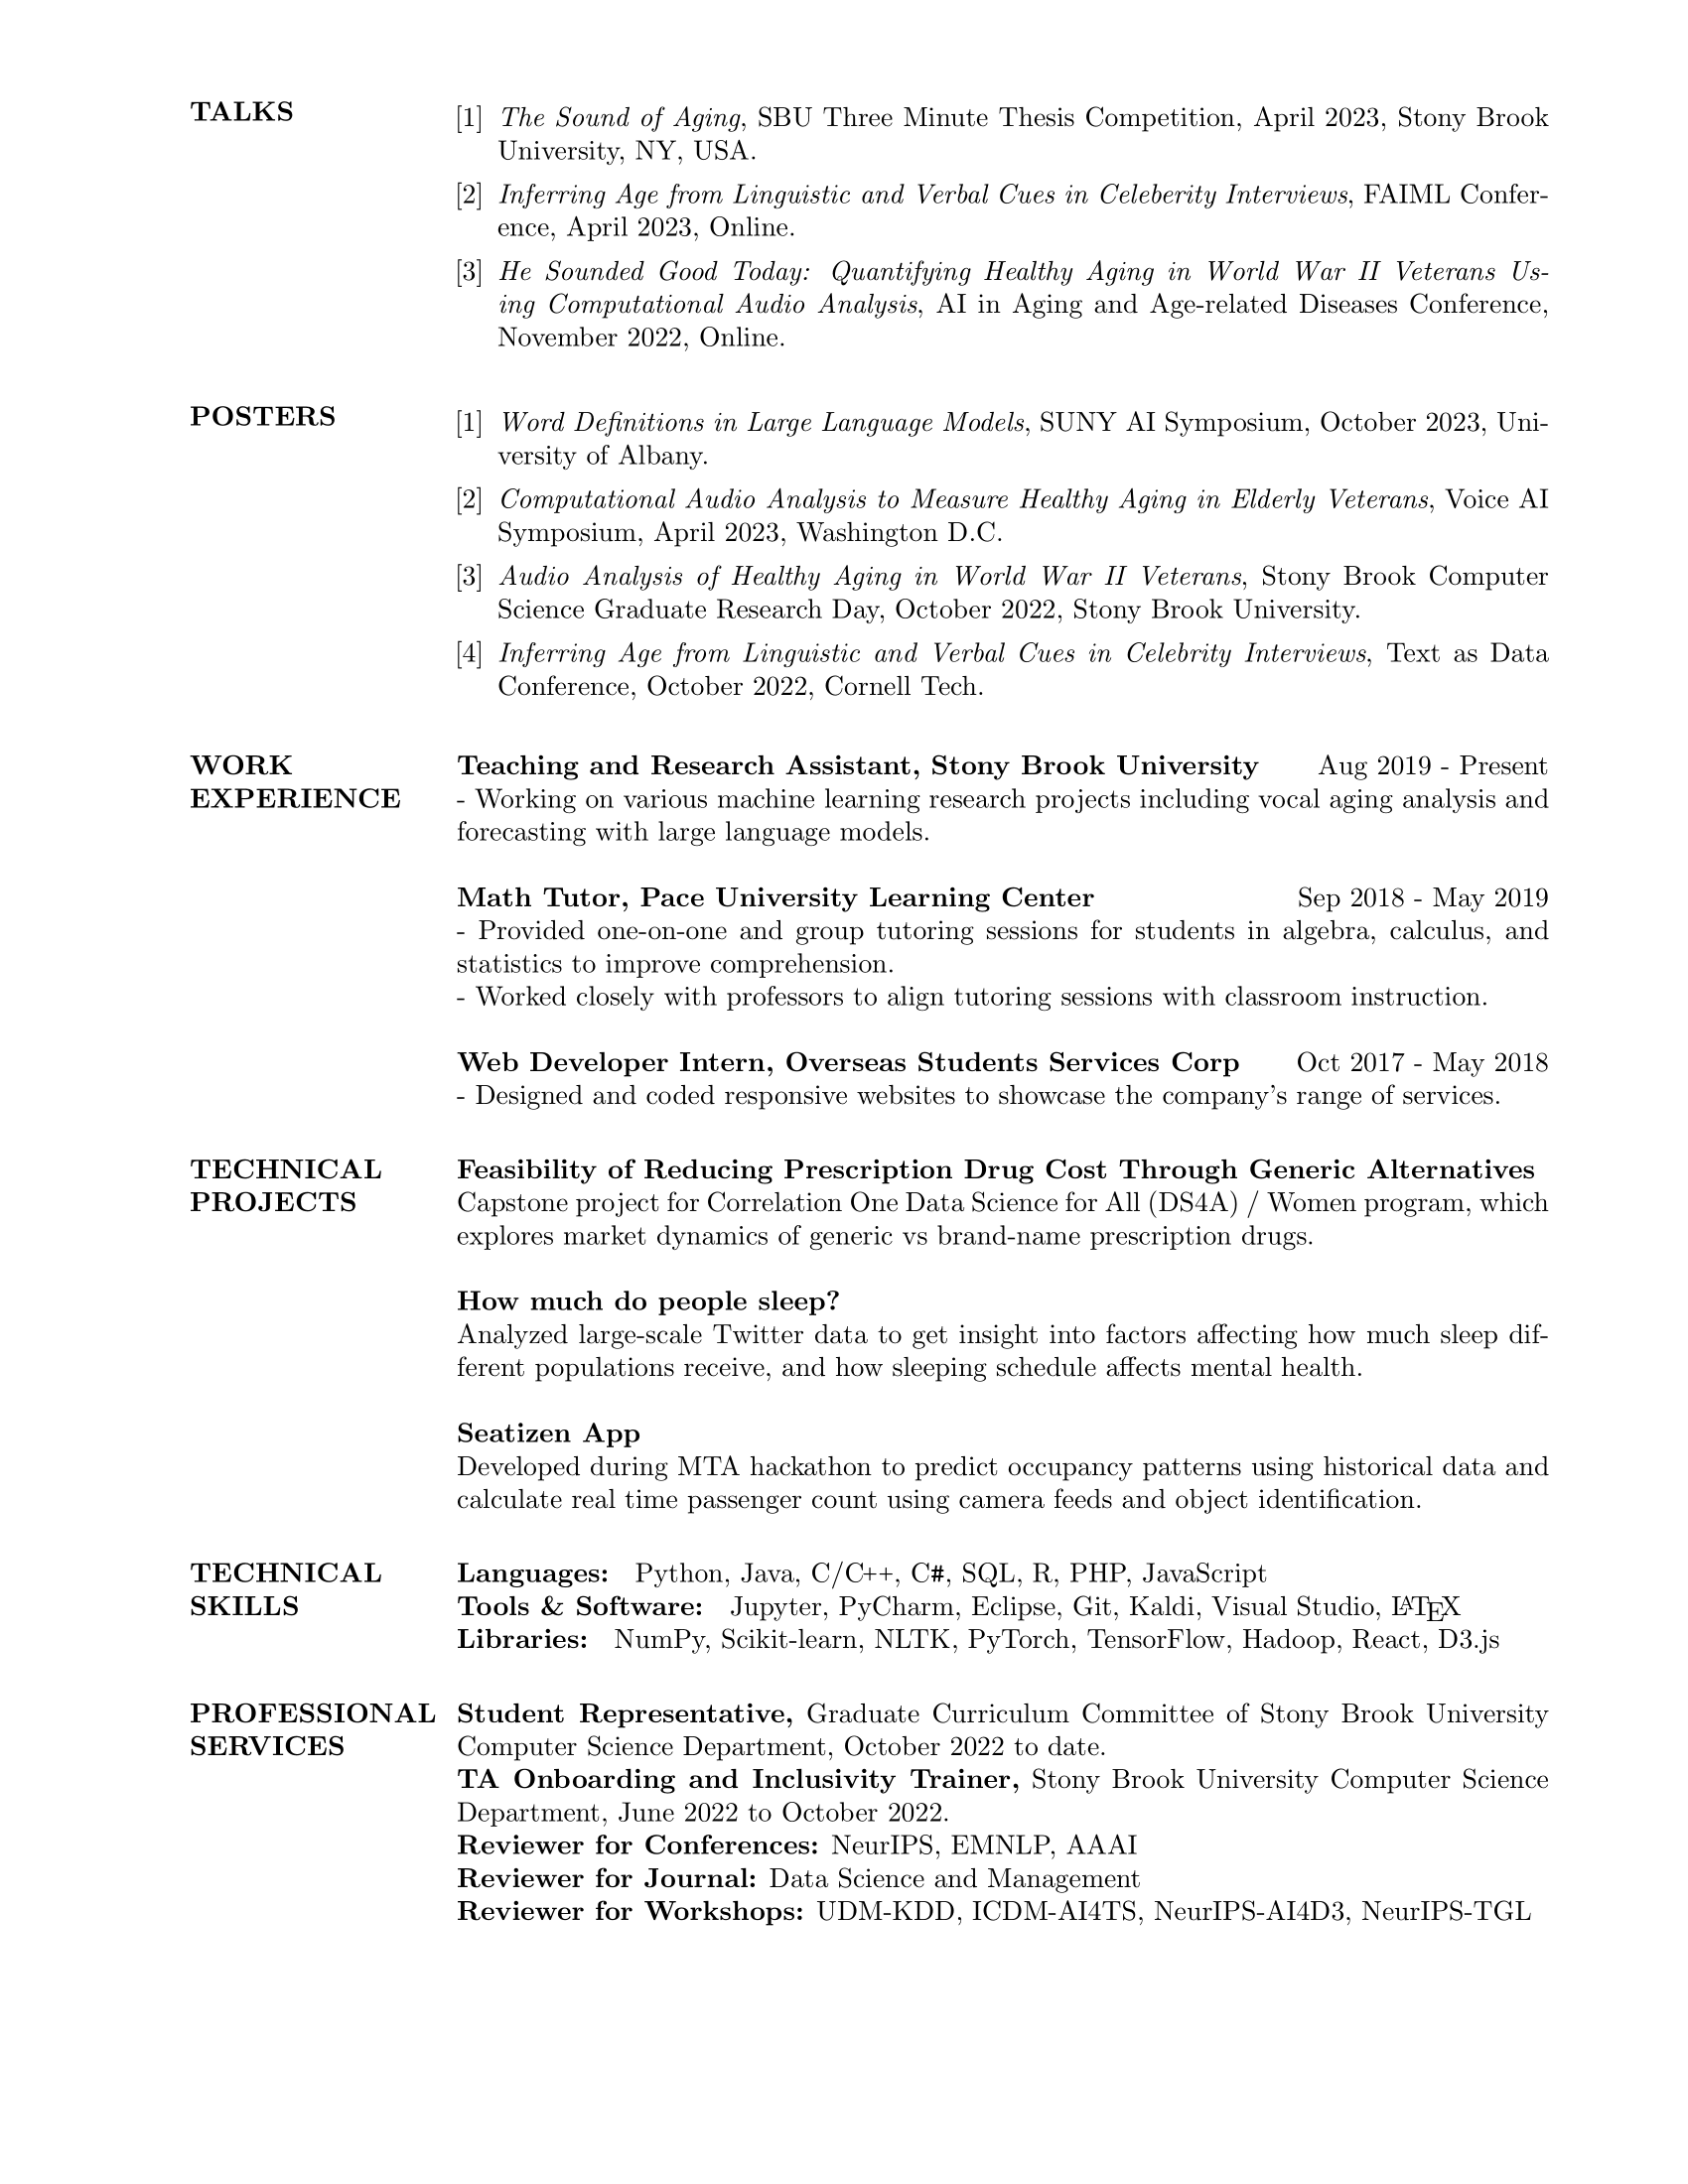 TALKS
[1] The Sound of Aging, SBU Three Minute Thesis Competition, April 2023, Stony Brook
University, NY, USA.
[2] Inferring Age from Linguistic and Verbal Cues in Celeberity Interviews, FAIML Confer-
ence, April 2023, Online.
[3] He Sounded Good Today: Quantifying Healthy Aging in World War II Veterans Us-
ing Computational Audio Analysis, AI in Aging and Age-related Diseases Conference,
November 2022, Online.
POSTERS
[1] Word Definitions in Large Language Models, SUNY AI Symposium, October 2023, Uni-
versity of Albany.
[2] Computational Audio Analysis to Measure Healthy Aging in Elderly Veterans, Voice AI
Symposium, April 2023, Washington D.C.
[3] Audio Analysis of Healthy Aging in World War II Veterans, Stony Brook Computer
Science Graduate Research Day, October 2022, Stony Brook University.
[4] Inferring Age from Linguistic and Verbal Cues in Celebrity Interviews, Text as Data
Conference, October 2022, Cornell Tech.
WORK
EXPERIENCE
Teaching and Research Assistant, Stony Brook University Aug 2019 - Present
- Working on various machine learning research projects including vocal aging analysis and
forecasting with large language models.
Math Tutor, Pace University Learning Center Sep 2018 - May 2019
- Provided one-on-one and group tutoring sessions for students in algebra, calculus, and
statistics to improve comprehension.
- Worked closely with professors to align tutoring sessions with classroom instruction.
Web Developer Intern, Overseas Students Services Corp Oct 2017 - May 2018
- Designed and coded responsive websites to showcase the company's range of services.
TECHNICAL
PROJECTS
Feasibility of Reducing Prescription Drug Cost Through Generic Alternatives
Capstone project for Correlation One Data Science for All (DS4A) / Women program, which
explores market dynamics of generic vs brand-name prescription drugs.
How much do people sleep?
Analyzed large-scale Twitter data to get insight into factors affecting how much sleep dif-
ferent populations receive, and how sleeping schedule affects mental health.
Seatizen App
Developed during MTA hackathon to predict occupancy patterns using historical data and
calculate real time passenger count using camera feeds and object identification.
TECHNICAL
SKILLS
Languages: Python, Java, C/C++, C#, SQL, R, PHP, JavaScript
Tools & Software: Jupyter, PyCharm, Eclipse, Git, Kaldi, Visual Studio, LATEX
Libraries: NumPy, Scikit-learn, NLTK, PyTorch, TensorFlow, Hadoop, React, D3.js
PROFESSIONAL
SERVICES
Student Representative, Graduate Curriculum Committee of Stony Brook University
Computer Science Department, October 2022 to date.
TA Onboarding and Inclusivity Trainer, Stony Brook University Computer Science
Department, June 2022 to October 2022.
Reviewer for Conferences: NeurIPS, EMNLP, AAAI
Reviewer for Journal: Data Science and Management
Reviewer for Workshops: UDM-KDD, ICDM-AI4TS, NeurIPS-AI4D3, NeurIPS-TGL